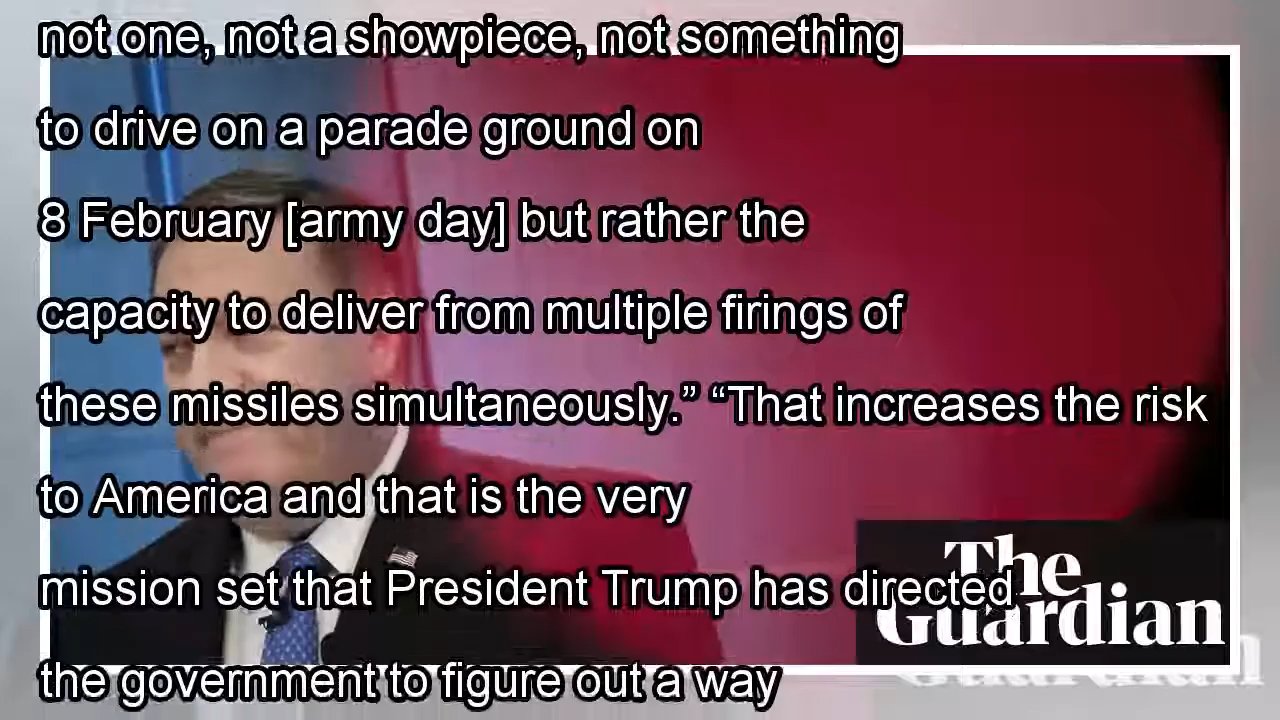 not one, not a showpiece, not something
to drive on a parade ground on
8 February [army day] but rather the
capacity to deliver from multiple firings of
these missiles simultaneously.” “That increases the risk
to America and that is the very
mission set that President Trump has directed
the government to figure out a way
The
Guardian
Guardian